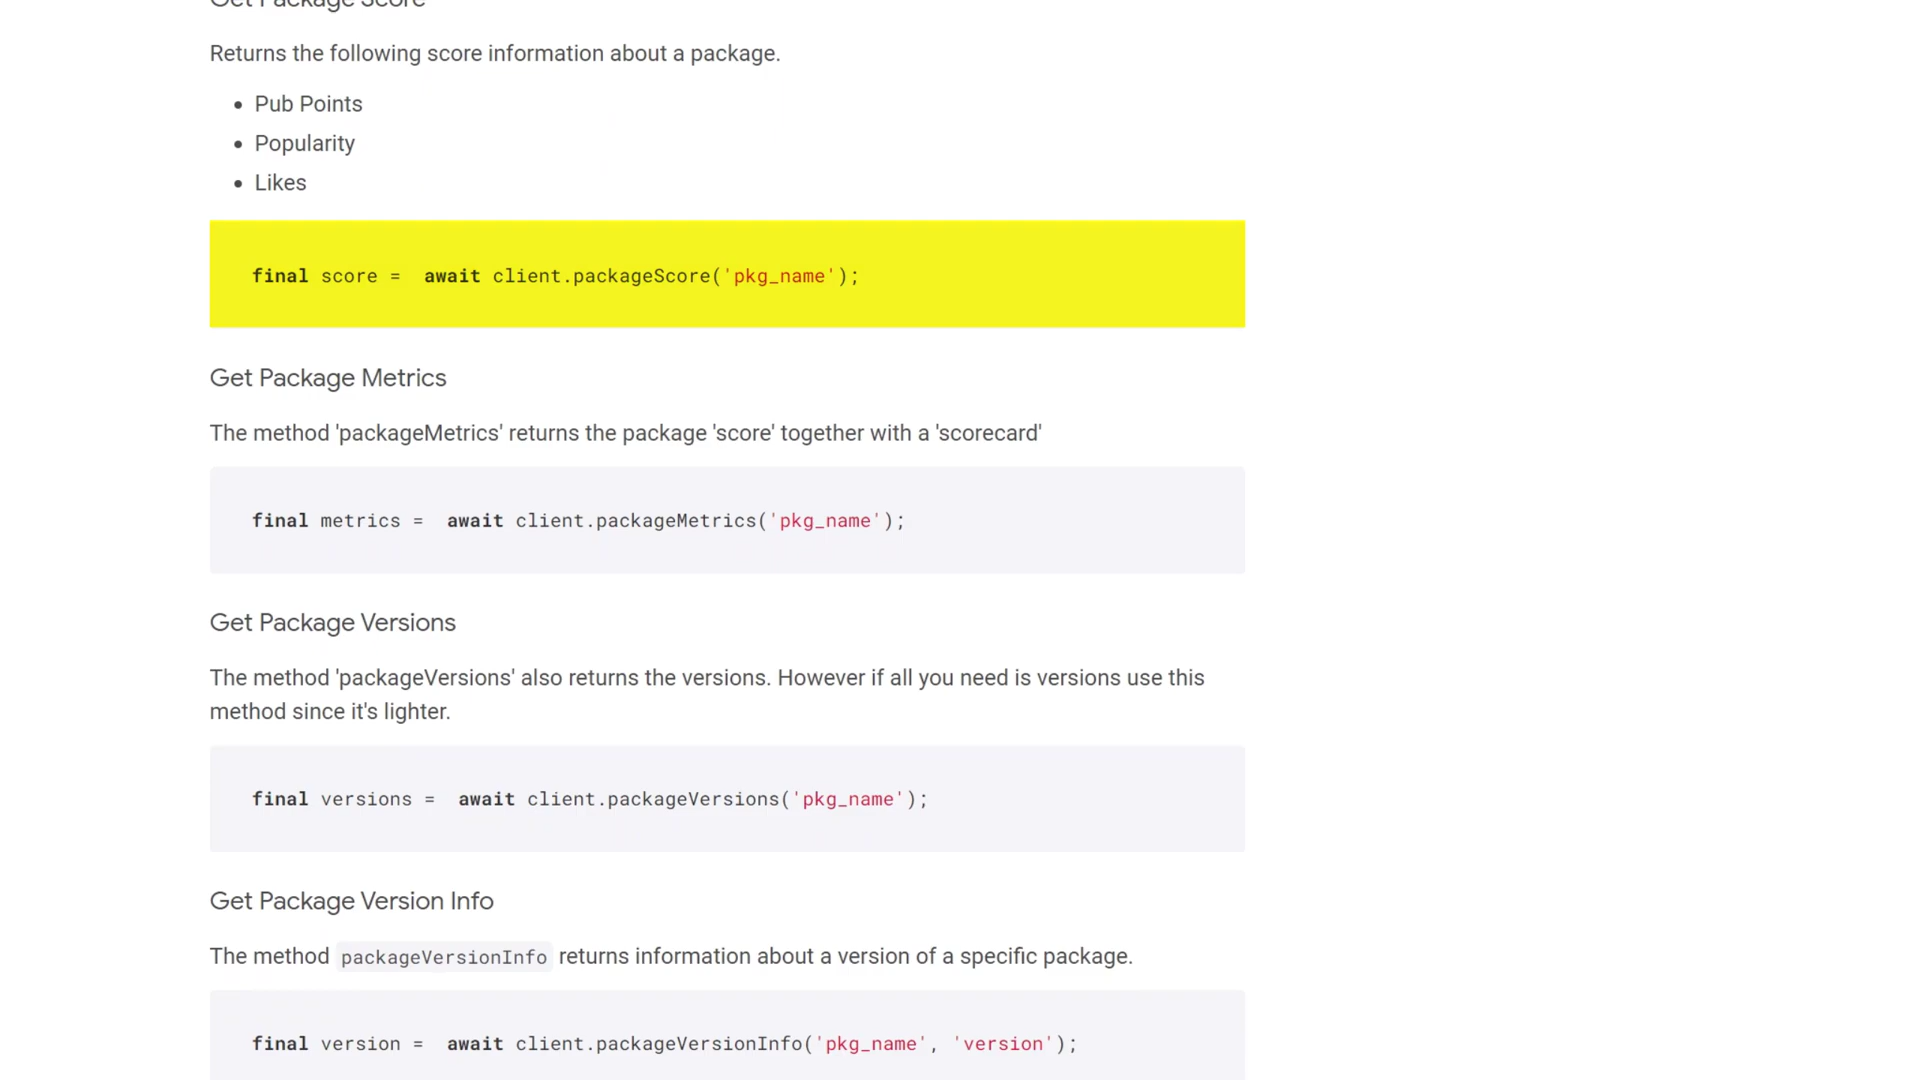 Get Package Score
Returns the following score information about a package.
• Pub Points
• Popularity
• Likes
final score =  await client.packageScore('pkg_name');
Get Package Metrics
The method 'packageMetrics' returns the package 'score' together with a 'scorecard'
final metrics =  await client.packageMetrics('pkg_name');
Get Package Versions
The method 'packageVersions' also returns the versions. However if all you need is versions use this
method since it's lighter.
final versions =  await client.packageVersions('pkg_name');
Get Package Version Info
The method packageVersionInfo returns information about a version of a specific package.
final version =  await client.packageVersionInfo('pkg_name', 'version');